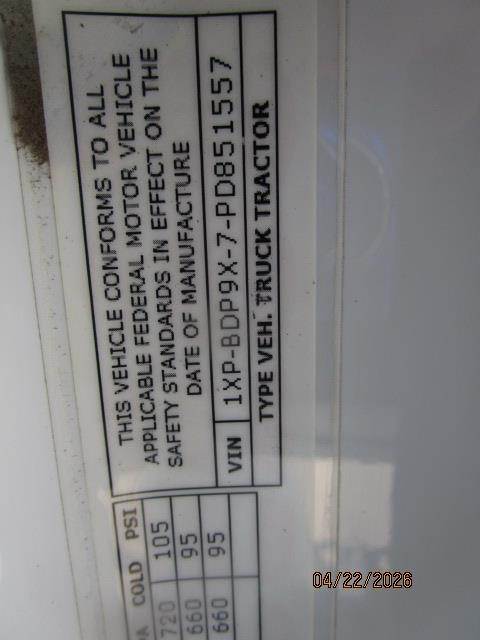 THIS VEHICLE CONFORMS TO ALL
APPLICABLE FEDERAL MOTOR VEHICLE
SAFETY STANDARDS IN EFFECT ON THE
DATE OF MANUFACTURE
VIN 1XP-BDP9X-7-PD851557
TYPE VEH. TRUCK TRACTOR
COLD PSI
720 105
660 95
660 95
04/22/2026